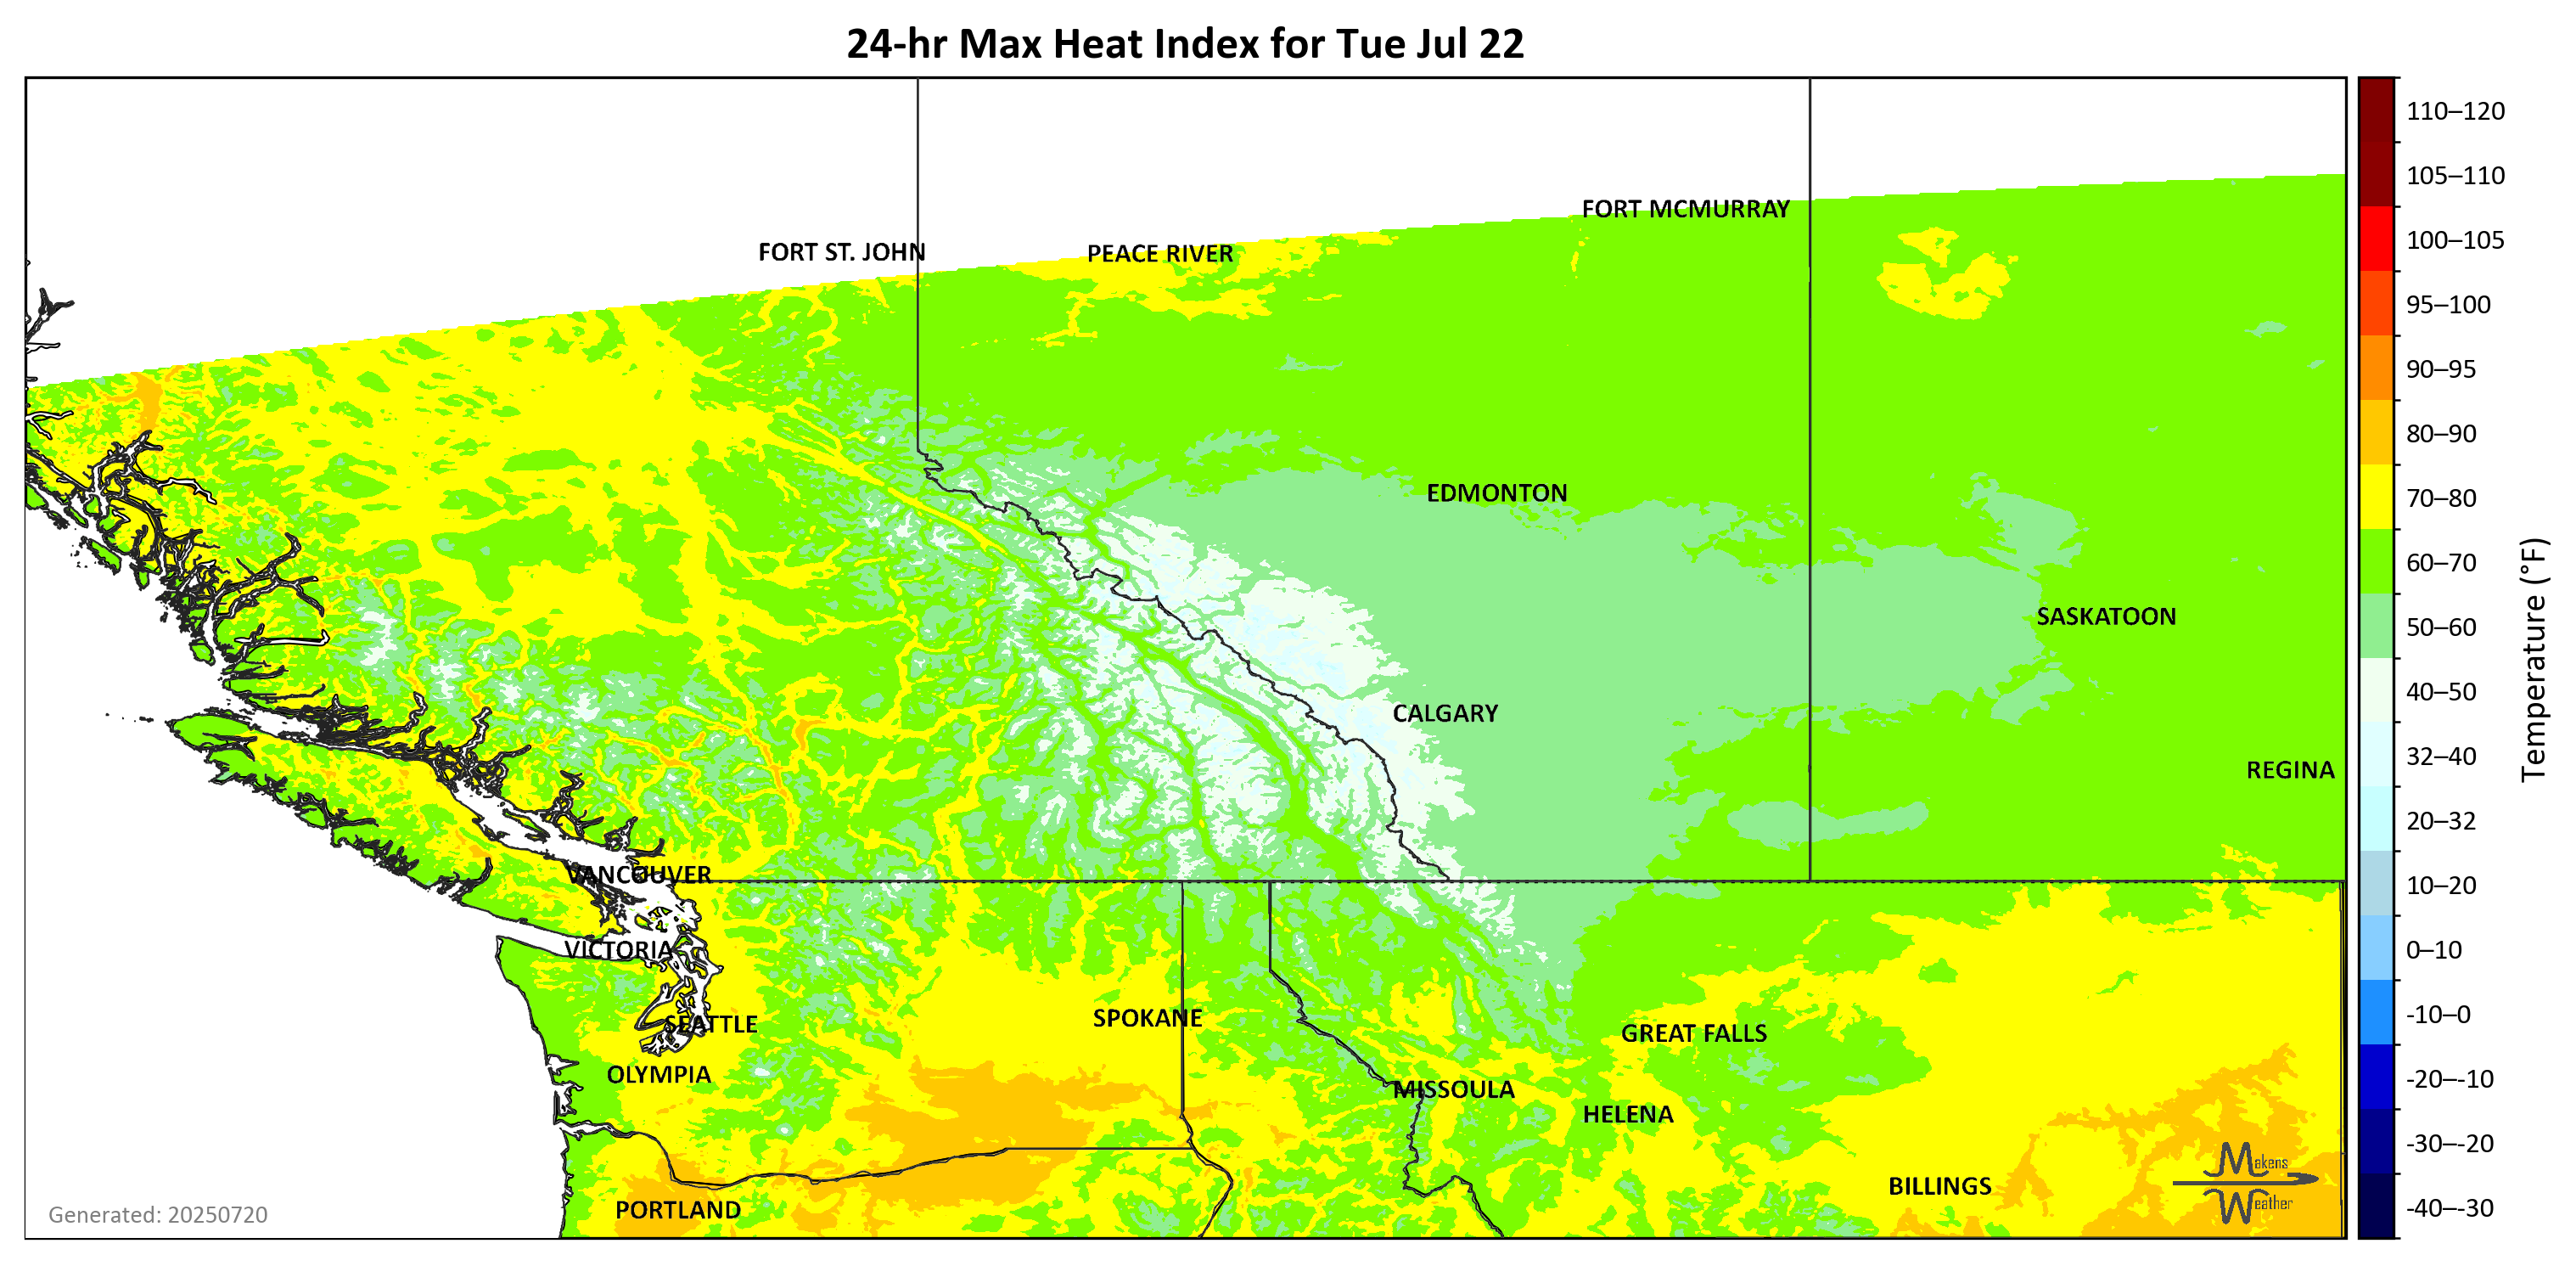 24-hr Max Heat Index for Tue Jul 22
110–120
105–110
FORT MCMURRAY
100–105
FORT ST. JOHN
PEACE RIVER
95–100
90–95
80–90
EDMONTON
70–80
60–70
SASKATOON
50–60
Temperature (°F)
40–50
CALGARY
32–40
REGINA
20–32
VANCOUVER
10–20
VICTORIA
0–10
SPOKANE
-10–0
SEATTLE
GREAT FALLS
OLYMPIA
-20–-10
MISSOULA
HELENA
-30–-20
Makens
Weather
BILLINGS
PORTLAND
-40–-30
Generated: 20250720